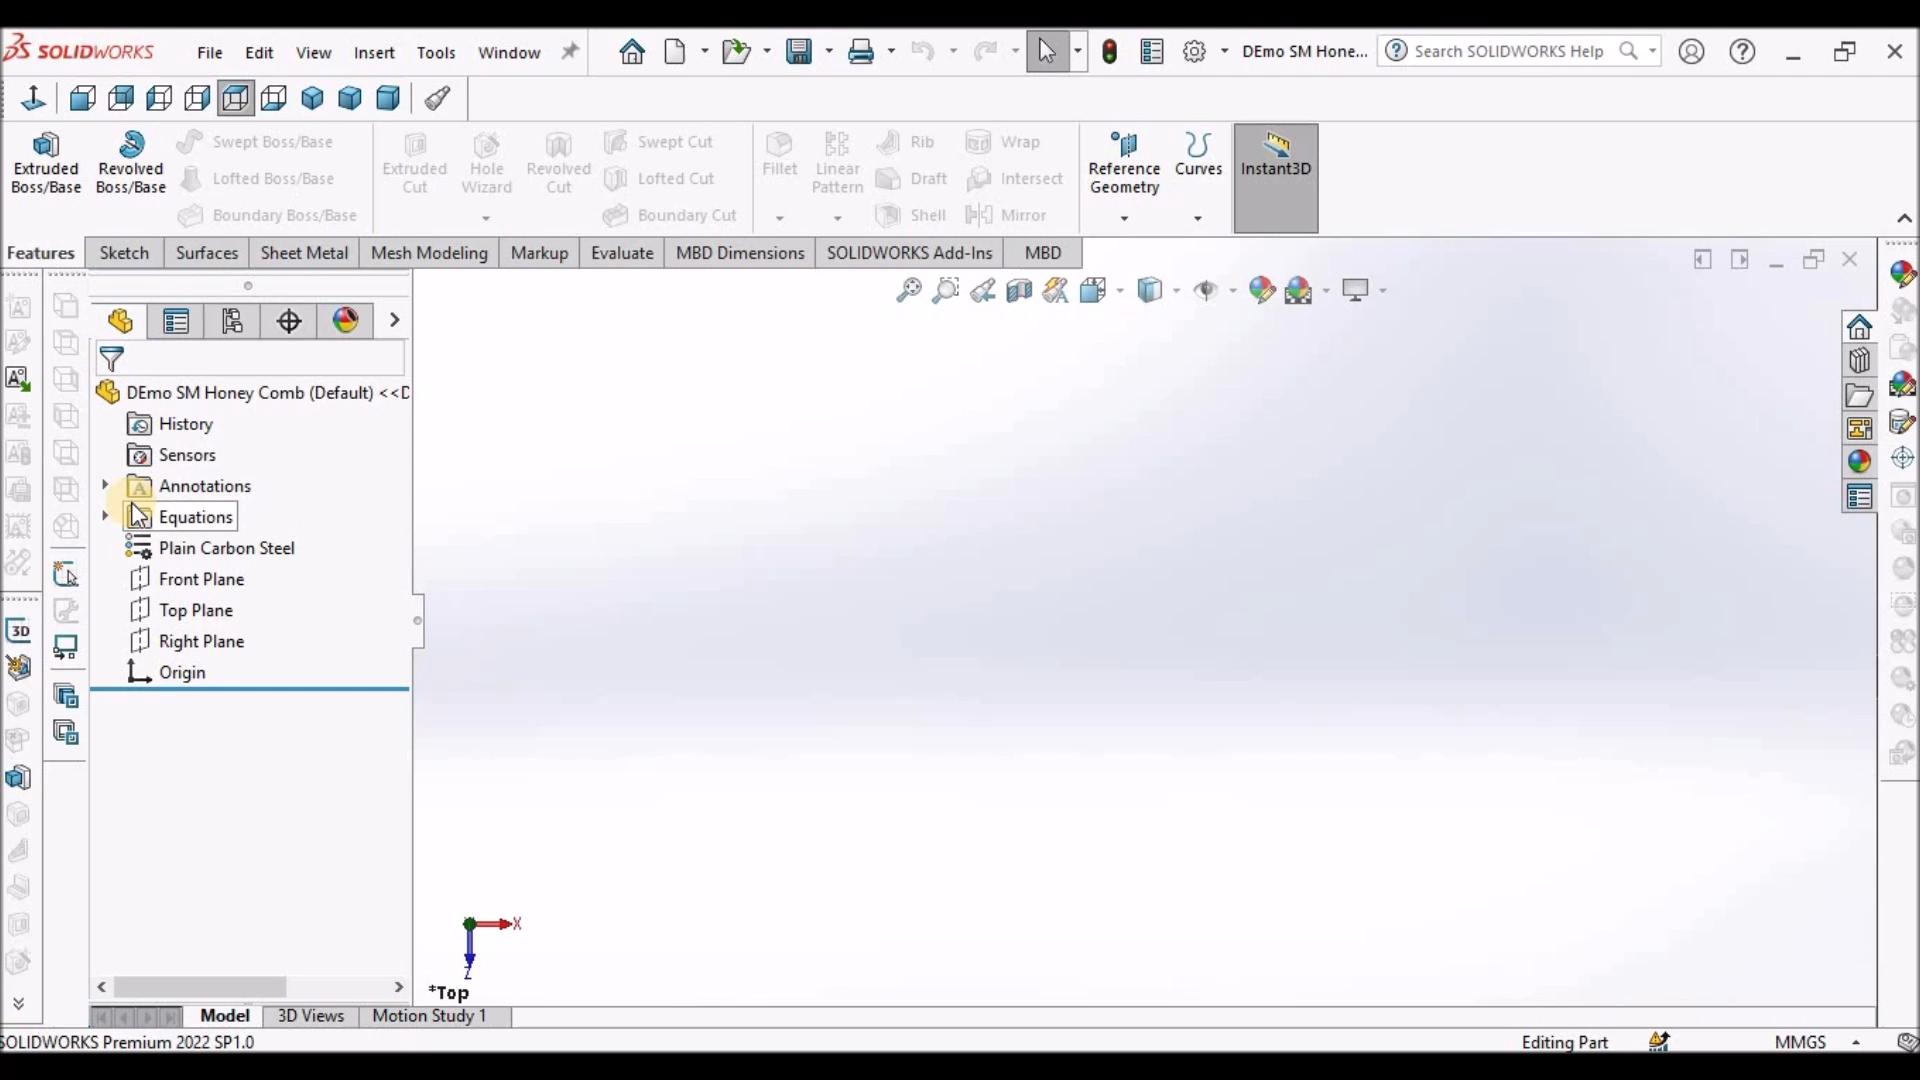 SOLIDWORKS File Edit View Insert Tools Window DEmo SM Hone... Search SOLIDWORKS Help
Extruded Boss/Base
Revolved Boss/Base
Swept Boss/Base
Lofted Boss/Base
Boundary Boss/Base
Extruded Cut
Hole Wizard
Revolved Cut
Swept Cut
Lofted Cut
Boundary Cut
Fillet
Linear Pattern
Rib
Draft
Shell
Wrap
Intersect
Mirror
Reference Geometry
Curves
Instant3D
Features Sketch Surfaces Sheet Metal Mesh Modeling Markup Evaluate MBD Dimensions SOLIDWORKS Add-Ins MBD
DEmo SM Honey Comb (Default) <<D
History
Sensors
Annotations
Equations
Plain Carbon Steel
Front Plane
Top Plane
Right Plane
Origin
3D
X
Z
*Top
Model 3D Views Motion Study 1
SOLIDWORKS Premium 2022 SP1.0 Editing Part MMGS